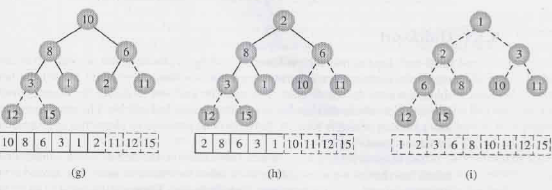 10
8 6
3 1 2 11
12 15
10 8 6 3 1 2 11 12 15
(g)
2
8 6
3 1 10 11
12 15
2 8 6 3 1 10 11 12 15
(h)
1
2 3
6 8 10 11
12 15
1 2 3 6 8 10 11 12 15
(i)